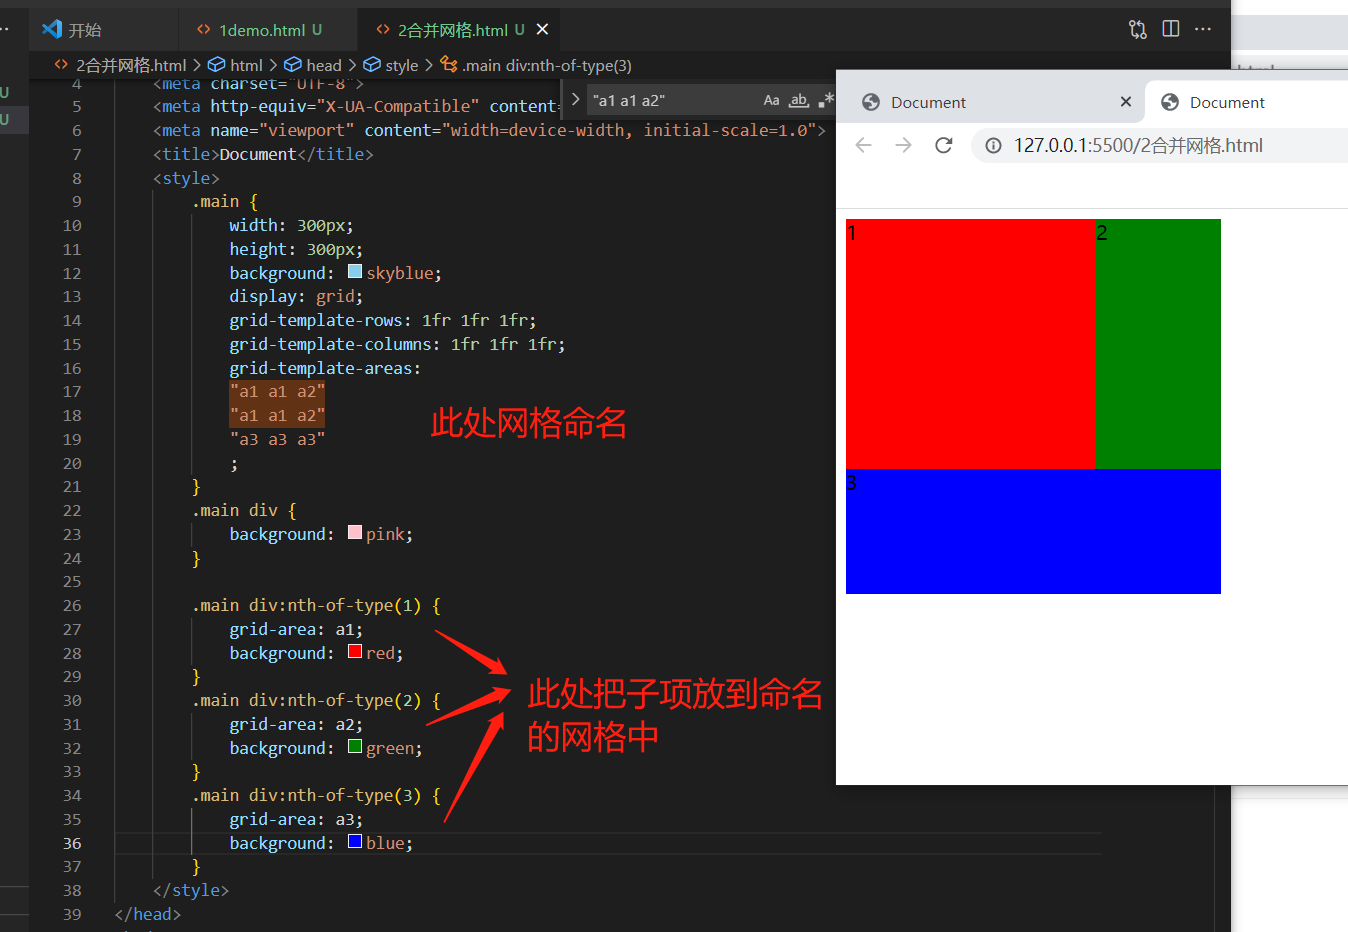 开始
1demo.html U
2合并网格.html U
2合并网格.html > html > head > style > .main div:nth-of-type(3)
"a1 a1 a2" Aa ab .*
U
U
4 <meta charset="UTF-8">
5 <meta http-equiv="X-UA-Compatible" content=
6 <meta name="viewport" content="width=device-width, initial-scale=1.0">
7 <title>Document</title>
8 <style>
9 .main {
10 width: 300px;
11 height: 300px;
12 background: skyblue;
13 display: grid;
14 grid-template-rows: 1fr 1fr 1fr;
15 grid-template-columns: 1fr 1fr 1fr;
16 grid-template-areas:
17 "a1 a1 a2"
18 "a1 a1 a2"
19 "a3 a3 a3"
20 ;
21 }
22 .main div {
23 background: pink;
24 }
25
26 .main div:nth-of-type(1) {
27 grid-area: a1;
28 background: red;
29 }
30 .main div:nth-of-type(2) {
31 grid-area: a2;
32 background: green;
33 }
34 .main div:nth-of-type(3) {
35 grid-area: a3;
36 background: blue;
37 }
38 </style>
39 </head>
此处网格命名
此处把子项放到命名
的网格中
Document
Document
127.0.0.1:5500/2合并网格.html
1
2
3